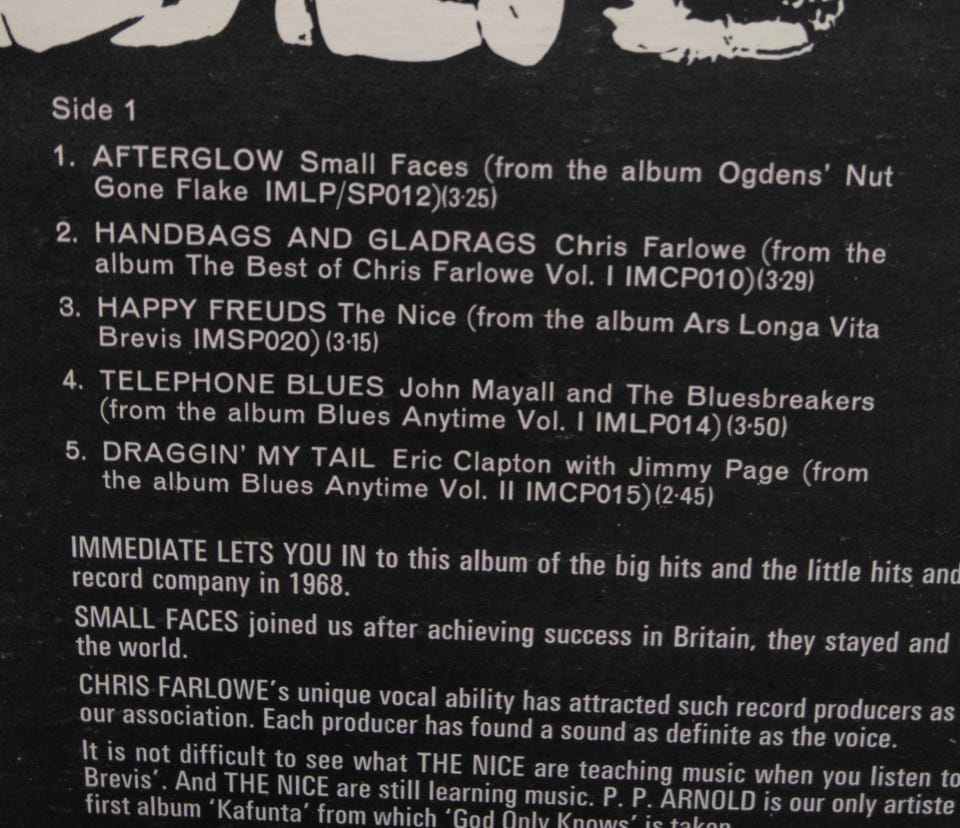 Side 1
1. AFTERGLOW Small Faces (from the album Ogdens' Nut
Gone Flake IMLP/SP012)(3·25)
2. HANDBAGS AND GLADRAGS Chris Farlowe (from the
album The Best of Chris Farlowe Vol. I IMCP010)(3·29)
3. HAPPY FREUDS The Nice (from the album Ars Longa Vita
Brevis IMSP020)(3·15)
4. TELEPHONE BLUES John Mayall and The Bluesbreakers
(from the album Blues Anytime Vol. I IMLP014)(3·50)
5. DRAGGIN' MY TAIL Eric Clapton with Jimmy Page (from
the album Blues Anytime Vol. II IMCP015)(2·45)
IMMEDIATE LETS YOU IN to this album of the big hits and the little hits and
record company in 1968.
SMALL FACES joined us after achieving success in Britain, they stayed and
the world.
CHRIS FARLOWE's unique vocal ability has attracted such record producers as
our association. Each producer has found a sound as definite as the voice.
It is not difficult to see what THE NICE are teaching music when you listen to
Brevis'. And THE NICE are still learning music. P. P. ARNOLD is our only artiste
first album 'Kafunta' from which 'God Only Knows' is taken